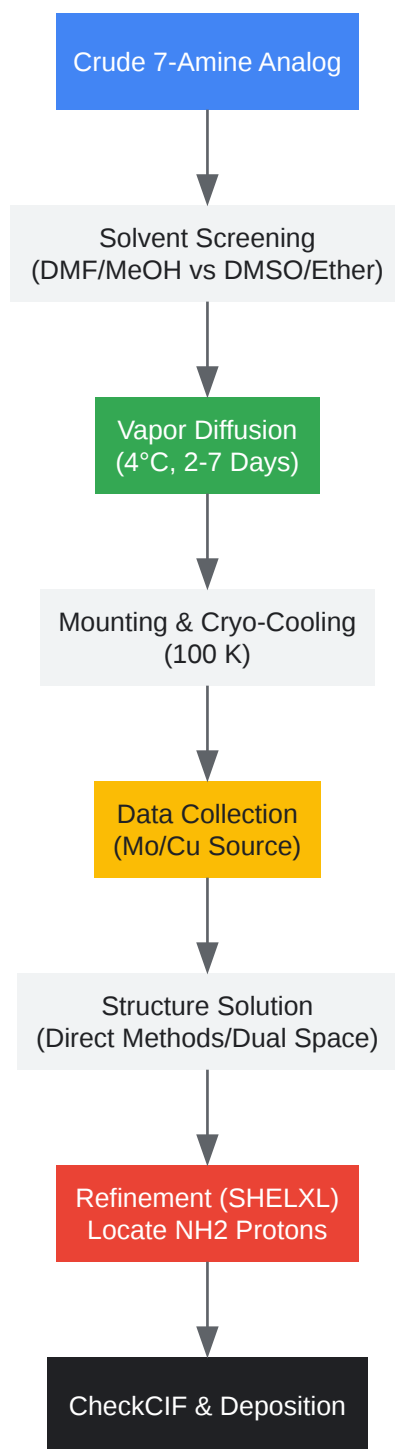 Crude 7-Amine Analog
Solvent Screening
(DMF/MeOH vs DMSO/Ether)
Vapor Diffusion
(4°C, 2-7 Days)
Mounting & Cryo-Cooling
(100 K)
Data Collection
(Mo/Cu Source)
Structure Solution
(Direct Methods/Dual Space)
Refinement (SHELXL)
Locate NH2 Protons
CheckCIF & Deposition